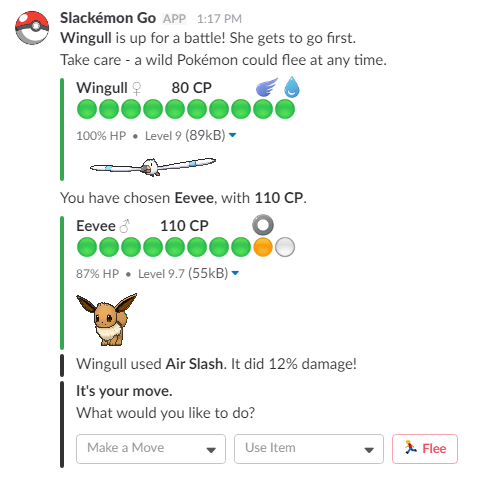 Slackémon Go APP 1:17 PM
Wingull is up for a battle! She gets to go first.
Take care - a wild Pokémon could flee at any time.
Wingull ♀ 80 CP
100% HP • Level 9 (89kB)
You have chosen Eevee, with 110 CP.
Eevee ♂ 110 CP
87% HP • Level 9.7 (55kB)
Wingull used Air Slash. It did 12% damage!
It's your move.
What would you like to do?
Make a Move Use Item Flee